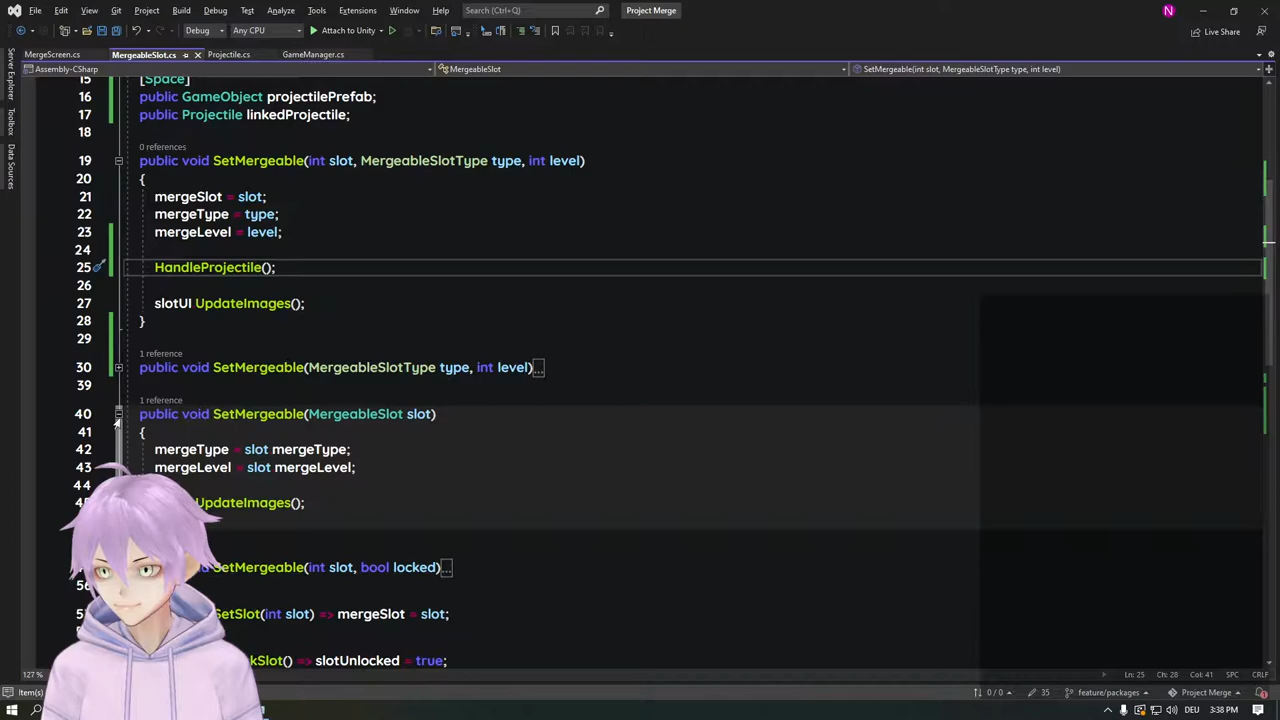 File Edit View Project Build Debug Test Analyze Tools Extensions Window Help Search (Ctrl+Q) Project Merge N
Debug Any CPU Attach to Unity Live Share
MergeScreen.cs MergeableSlot.cs Projectile.cs GameManager.cs
Assembly-CSharp MergeableSlot SetMergeable(int slot, MergeableSlotType type, int level)
Server Explorer
Toolbox
Data Sources
15 [Space]
16 public GameObject projectilePrefab;
17 public Projectile linkedProjectile;
18
0 references
19 public void SetMergeable(int slot, MergeableSlotType type, int level)
20 {
21 mergeSlot = slot;
22 mergeType = type;
23 mergeLevel = level;
24
25 HandleProjectile();
26
27 slotUI UpdateImages();
28 }
29
1 reference
30 public void SetMergeable(MergeableSlotType type, int level)...
39
1 reference
40 public void SetMergeable(MergeableSlot slot)
41 {
42 mergeType = slot mergeType;
43 mergeLevel = slot mergeLevel;
44
UpdateImages();
SetMergeable(int slot, bool locked)...
56
SetSlot(int slot) => mergeSlot = slot;
kSlot() => slotUnlocked = true;
127 % Ln: 25 Ch: 28 Col: 41 SPC CRLF
Item(s) 0 / 0 35 feature/packages Project Merge
DEU 3:38 PM